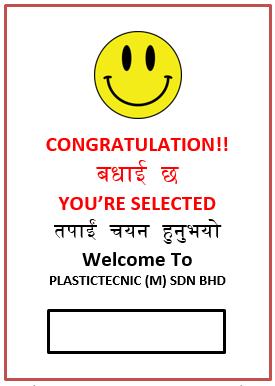 CONGRATULATION!!
बधाई छ
YOU’RE SELECTED
तपाईं चयन हुनुभयो
Welcome To
PLASTICTECNIC (M) SDN BHD